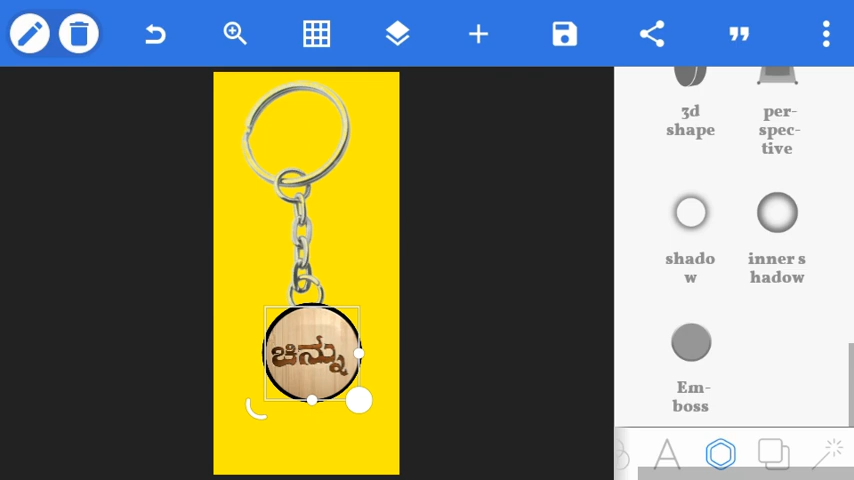 3d
shape
per-
spec-
tive
shado
w
inner s
hadow
Em-
boss
ಚಿನ್ನು